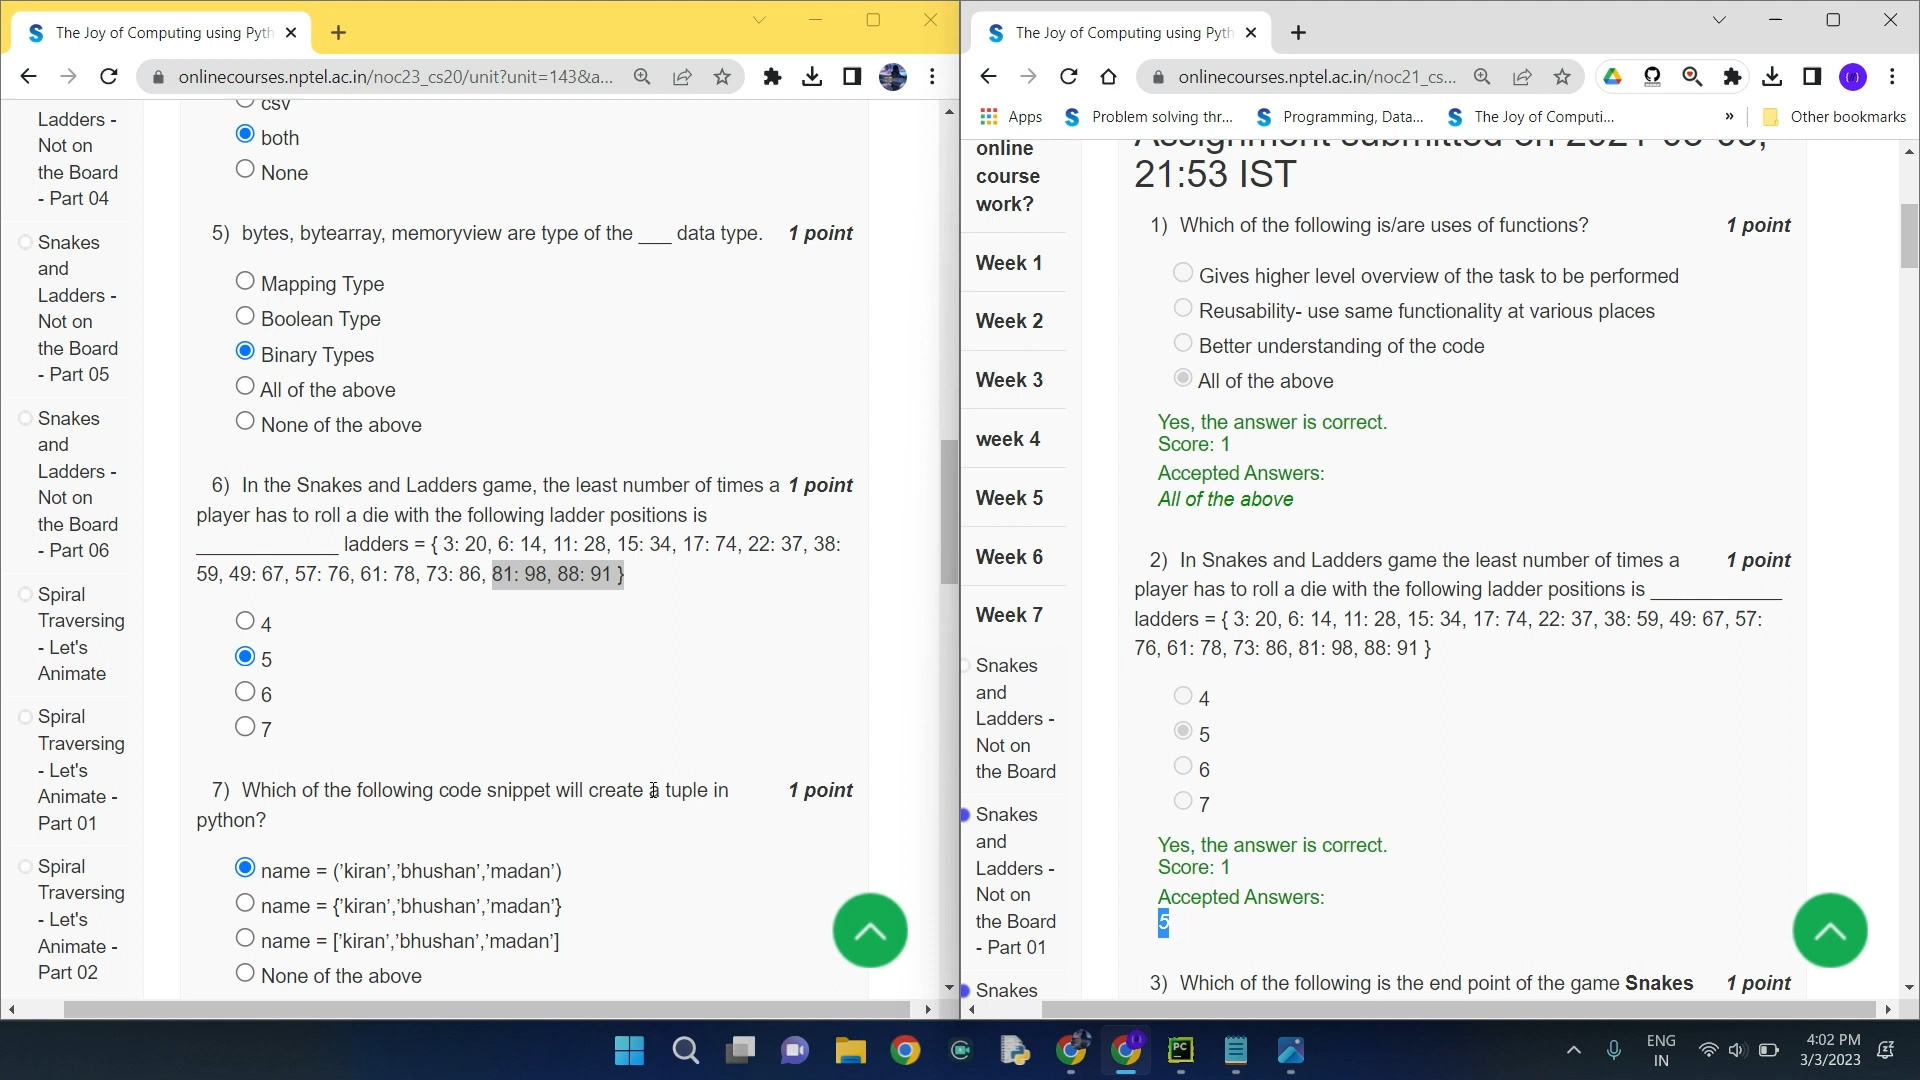 The Joy of Computing using Pyth
onlinecourses.nptel.ac.in/noc23_cs20/unit?unit=143&a...
Ladders -
Not on
the Board
- Part 04
Snakes
and
Ladders -
Not on
the Board
- Part 05
Snakes
and
Ladders -
Not on
the Board
- Part 06
Spiral
Traversing
- Let's
Animate
Spiral
Traversing
- Let's
Animate -
Part 01
Spiral
Traversing
- Let's
Animate -
Part 02
csv
both
None
5) bytes, bytearray, memoryview are type of the ___ data type. 1 point
Mapping Type
Boolean Type
Binary Types
All of the above
None of the above
6) In the Snakes and Ladders game, the least number of times a 1 point
player has to roll a die with the following ladder positions is
_____________ ladders = { 3: 20, 6: 14, 11: 28, 15: 34, 17: 74, 22: 37, 38:
59, 49: 67, 57: 76, 61: 78, 73: 86, 81: 98, 88: 91 }
4
5
6
7
7) Which of the following code snippet will create a tuple in 1 point
python?
name = (’kiran’,’bhushan’,’madan’)
name = {’kiran’,’bhushan’,’madan’}
name = [’kiran’,’bhushan’,’madan’]
None of the above
The Joy of Computing using Pyth
onlinecourses.nptel.ac.in/noc21_cs...
Apps Problem solving thr... Programming, Data... The Joy of Computi... » Other bookmarks
online
course
work?
Week 1
Week 2
Week 3
week 4
Week 5
Week 6
Week 7
Snakes
and
Ladders -
Not on
the Board
Snakes
and
Ladders -
Not on
the Board
- Part 01
Snakes
Assignment submitted on 2021-03-08,
21:53 IST
1) Which of the following is/are uses of functions? 1 point
Gives higher level overview of the task to be performed
Reusability- use same functionality at various places
Better understanding of the code
All of the above
Yes, the answer is correct.
Score: 1
Accepted Answers:
All of the above
2) In Snakes and Ladders game the least number of times a 1 point
player has to roll a die with the following ladder positions is ____________
ladders = { 3: 20, 6: 14, 11: 28, 15: 34, 17: 74, 22: 37, 38: 59, 49: 67, 57:
76, 61: 78, 73: 86, 81: 98, 88: 91 }
4
5
6
7
Yes, the answer is correct.
Score: 1
Accepted Answers:
5
3) Which of the following is the end point of the game Snakes 1 point
ENG
IN
4:02 PM
3/3/2023